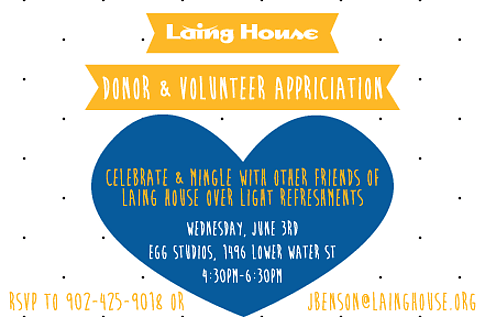 Laing House
DONOR & VOLUNTEER APPRICIATION
CELEBRATE & MINGLE WITH OTHER FRIENDS OF
LAING HOUSE OVER LIGHT REFRESHMENTS
WEDNESDAY, JUNE 3RD
EGG STUDIOS, 1496 LOWER WATER ST
4:30PM-6:30PM
RSVP TO 902-425-9018 OR JBENSON@LAINGHOUSE.ORG